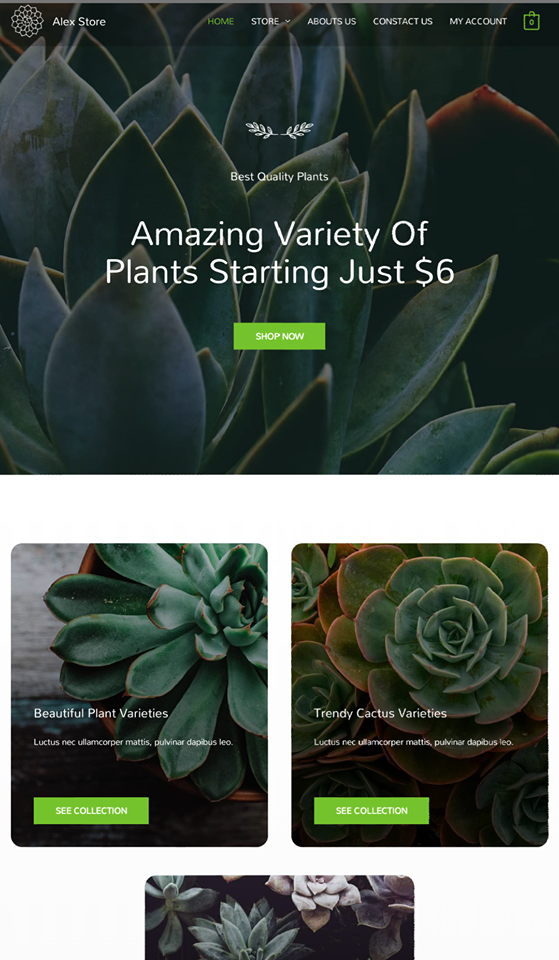 Alex Store
HOME STORE ABOUTS US CONSTACT US MY ACCOUNT 0
Best Quality Plants
Amazing Variety Of
Plants Starting Just $6
SHOP NOW
Beautiful Plant Varieties
Luctus nec ullamcorper mattis, pulvinar dapibus leo.
SEE COLLECTION
Trendy Cactus Varieties
Luctus nec ullamcorper mattis, pulvinar dapibus leo.
SEE COLLECTION